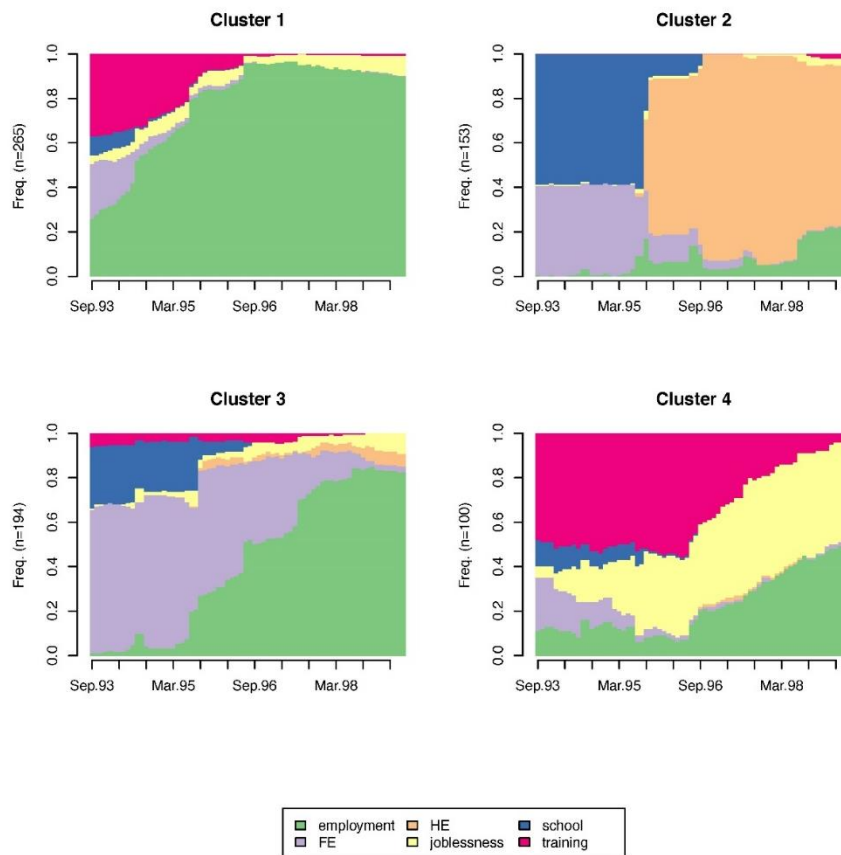 Cluster 1
Cluster 2
Freq. (n=265)
0.0 0.2 0.4 0.6 0.8 1.0
Sep.93 Mar.95 Sep.96 Mar.98
Freq. (n=153)
0.0 0.2 0.4 0.6 0.8 1.0
Sep.93 Mar.95 Sep.96 Mar.98
Cluster 3
Cluster 4
Freq. (n=194)
0.0 0.2 0.4 0.6 0.8 1.0
Sep.93 Mar.95 Sep.96 Mar.98
Freq. (n=100)
0.0 0.2 0.4 0.6 0.8 1.0
Sep.93 Mar.95 Sep.96 Mar.98
employment HE school
FE joblessness training